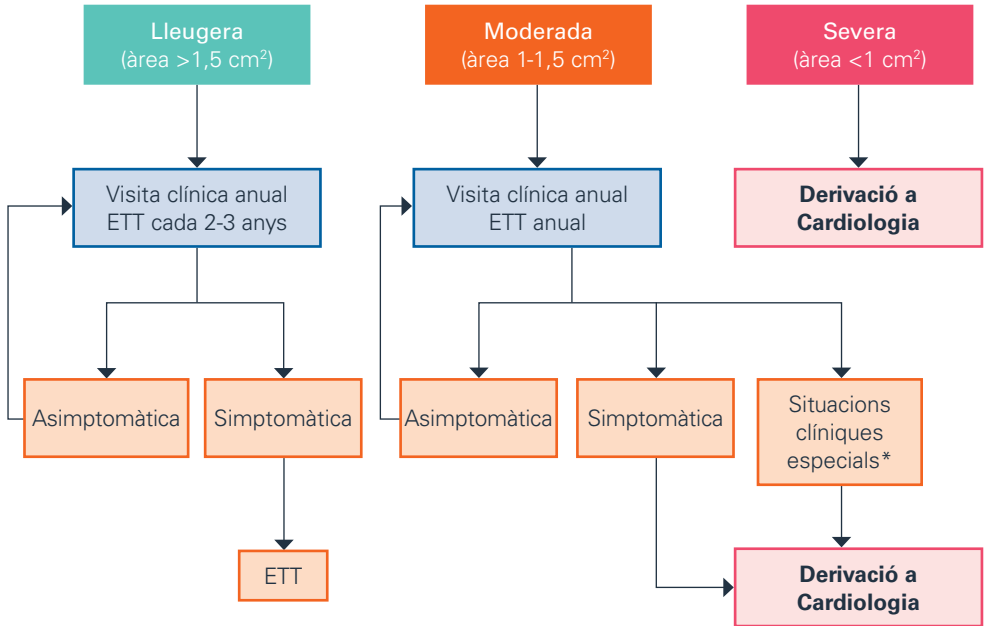 Lleugera
(àrea >1,5 cm²)
Moderada
(àrea 1-1,5 cm²)
Severa
(àrea <1 cm²)
Visita clínica anual
ETT cada 2-3 anys
Visita clínica anual
ETT anual
Derivació a
Cardiologia
Asimptomàtica
Simptomàtica
Asimptomàtica
Simptomàtica
Situacions
clíniques
especials*
ETT
Derivació a
Cardiologia